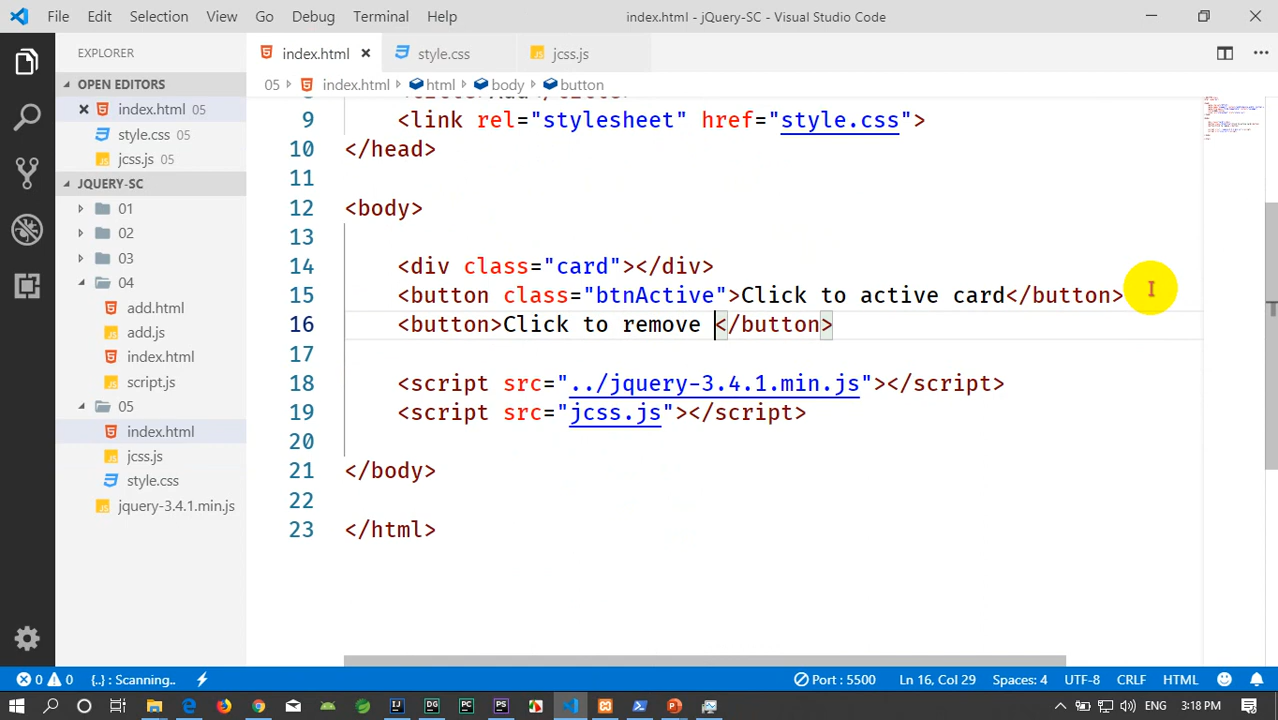 File Edit Selection View Go Debug Terminal Help index.html - jQuery-SC - Visual Studio Code
EXPLORER
OPEN EDITORS
index.html 05
style.css 05
jcss.js 05
JQUERY-SC
01
02
03
04
add.html
add.js
index.html
script.js
05
index.html
jcss.js
style.css
jquery-3.4.1.min.js
index.html style.css jcss.js
05 index.html html body button
9 <link rel="stylesheet" href="style.css">
10 </head>
11
12 <body>
13
14 <div class="card"></div>
15 <button class="btnActive">Click to active card</button>
16 <button>Click to remove </button>
17
18 <script src="../jquery-3.4.1.min.js"></script>
19 <script src="jcss.js"></script>
20
21 </body>
22
23 </html>
0 0 {..} : Scanning.. Port : 5500 Ln 16, Col 29 Spaces: 4 UTF-8 CRLF HTML
3:18 PM